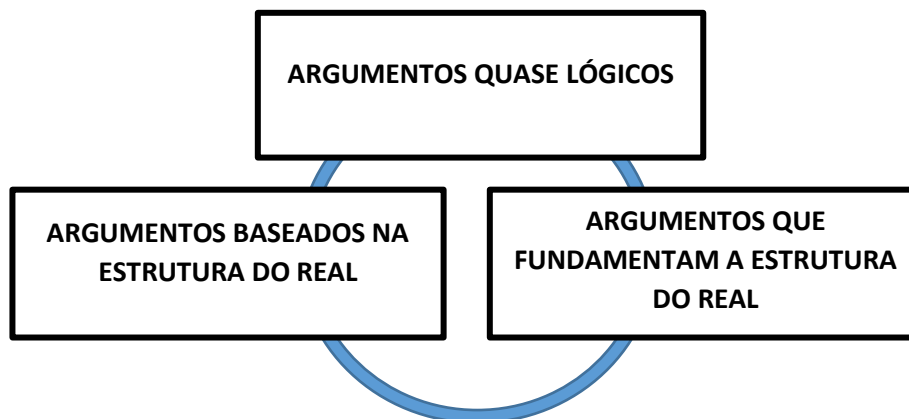 ARGUMENTOS QUASE LÓGICOS
ARGUMENTOS BASEADOS NA
ESTRUTURA DO REAL
ARGUMENTOS QUE
FUNDAMENTAM A ESTRUTURA
DO REAL